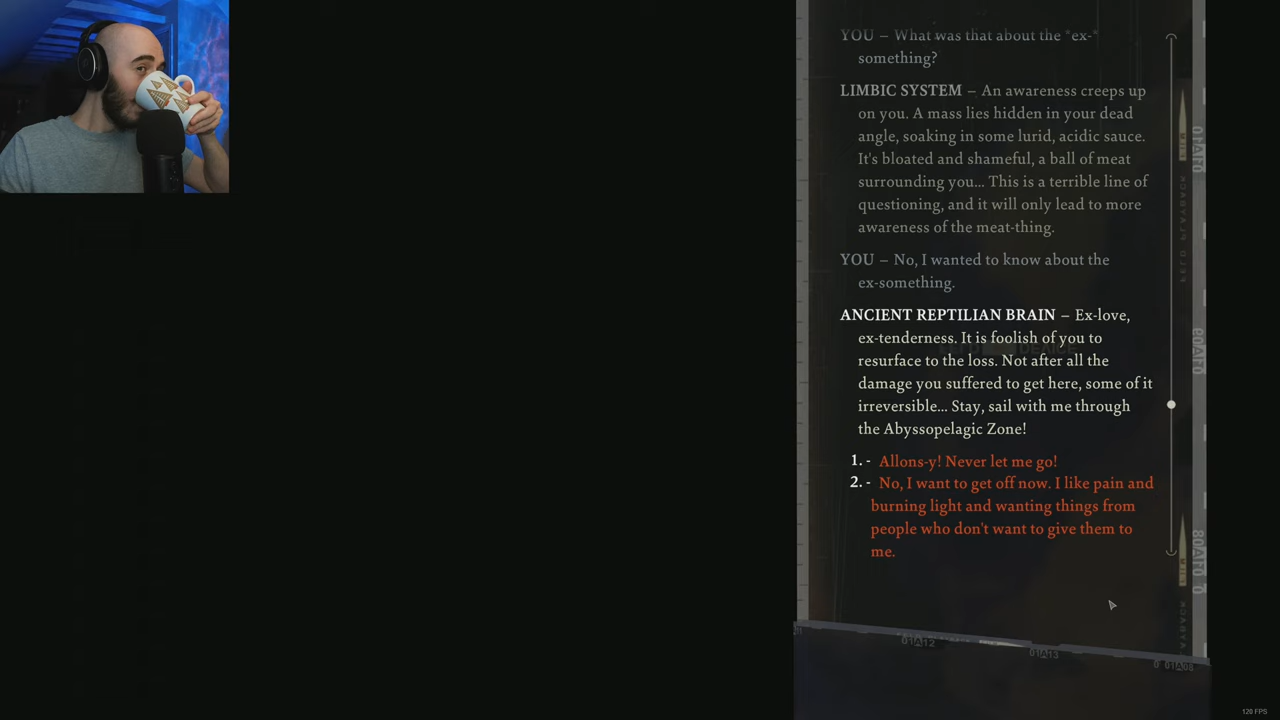 YOU – What was that about the *ex-*
something?
LIMBIC SYSTEM – An awareness creeps up
on you. A mass lies hidden in your dead
angle, soaking in some lurid, acidic sauce.
It's bloated and shameful, a ball of meat
surrounding you... This is a terrible line of
questioning, and it will only lead to more
awareness of the meat-thing.
YOU – No, I wanted to know about the
ex-something.
ANCIENT REPTILIAN BRAIN – Ex-love,
ex-tenderness. It is foolish of you to
resurface to the loss. Not after all the
damage you suffered to get here, some of it
irreversible... Stay, sail with me through
the Abyssopelagic Zone!
1. - Allons-y! Never let me go!
2. - No, I want to get off now. I like pain and
burning light and wanting things from
people who don't want to give them to
me.
120 FPS